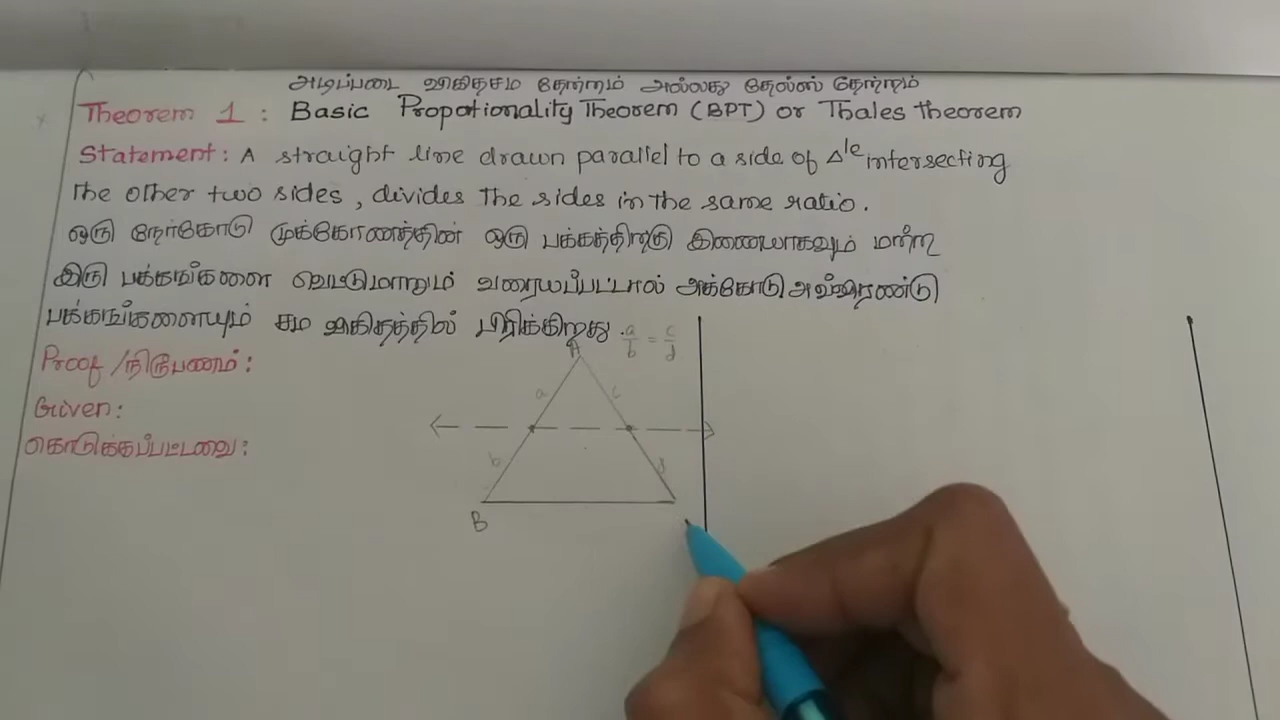 அடிப்படை விகிதசம தேற்றம் அல்லது தேல்ஸ் தேற்றம்
Theorem 1 : Basic Propotionality Theorem (BPT) or Thales theorem
Statement : A straight line drawn parallel to a side of Δle intersecting
the other two sides , divides the sides in the same ratio .
ஒரு நேர்கோடு முக்கோணத்தின் ஒரு பக்கத்திற்கு இணையாகவும் மற்ற
இரு பக்கங்களை வெட்டுமாறும் வரையப்பட்டால் அக்கோடு அவ்விரண்டு
பக்கங்களையும் சம விகிதத்தில் பிரிக்கிறது .
a/b = c/d
Proof /நிரூபணம் :
Given :
கொடுக்கப்பட்டவை :
A
a c
b d
B